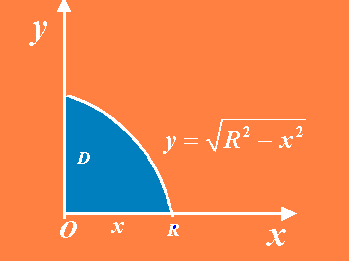 y
y = √(R² − x²)
D
O x R
x